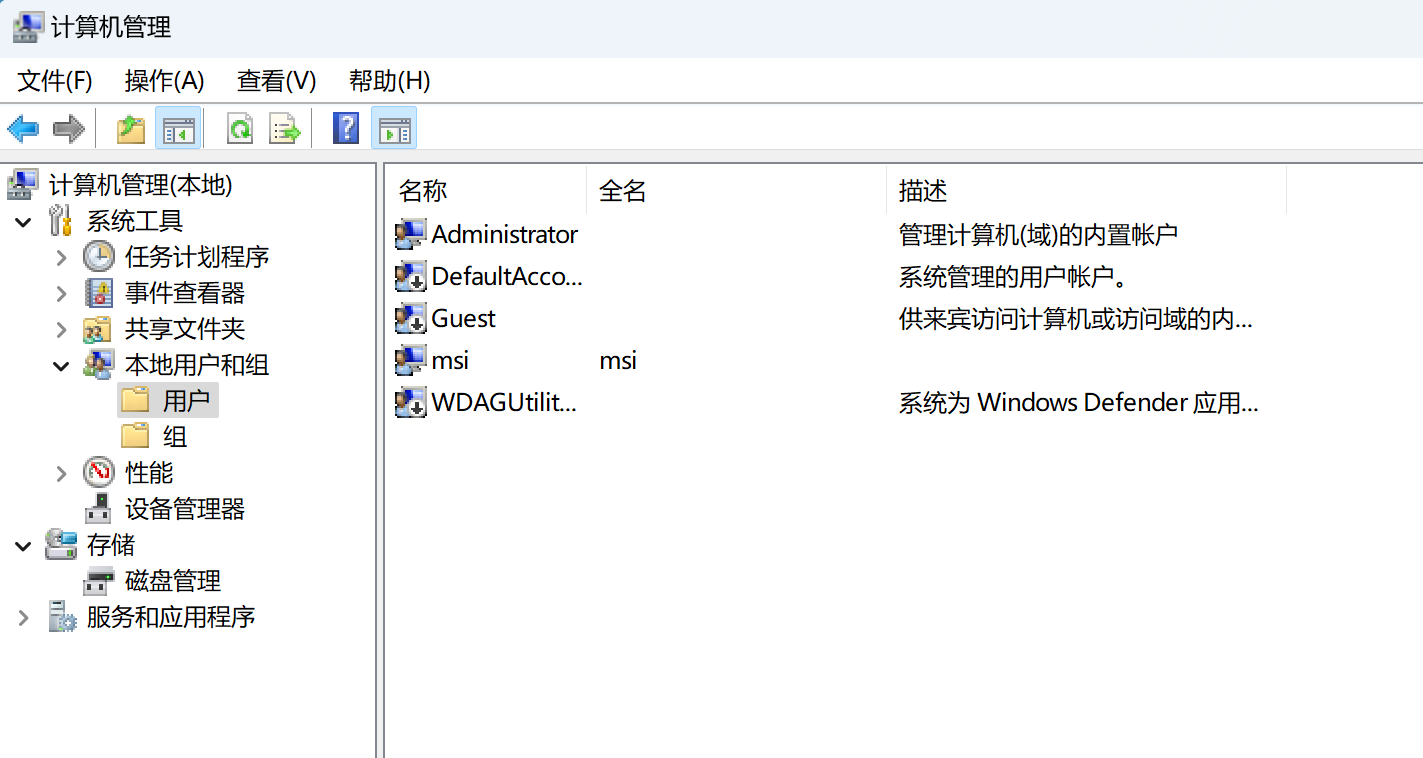 计算机管理
文件(F) 操作(A) 查看(V) 帮助(H)
计算机管理(本地)
系统工具
任务计划程序
事件查看器
共享文件夹
本地用户和组
用户
组
性能
设备管理器
存储
磁盘管理
服务和应用程序
名称 全名 描述
Administrator 管理计算机(域)的内置帐户
DefaultAcco... 系统管理的用户帐户。
Guest 供来宾访问计算机或访问域的内...
msi msi
WDAGUtilit... 系统为 Windows Defender 应用...